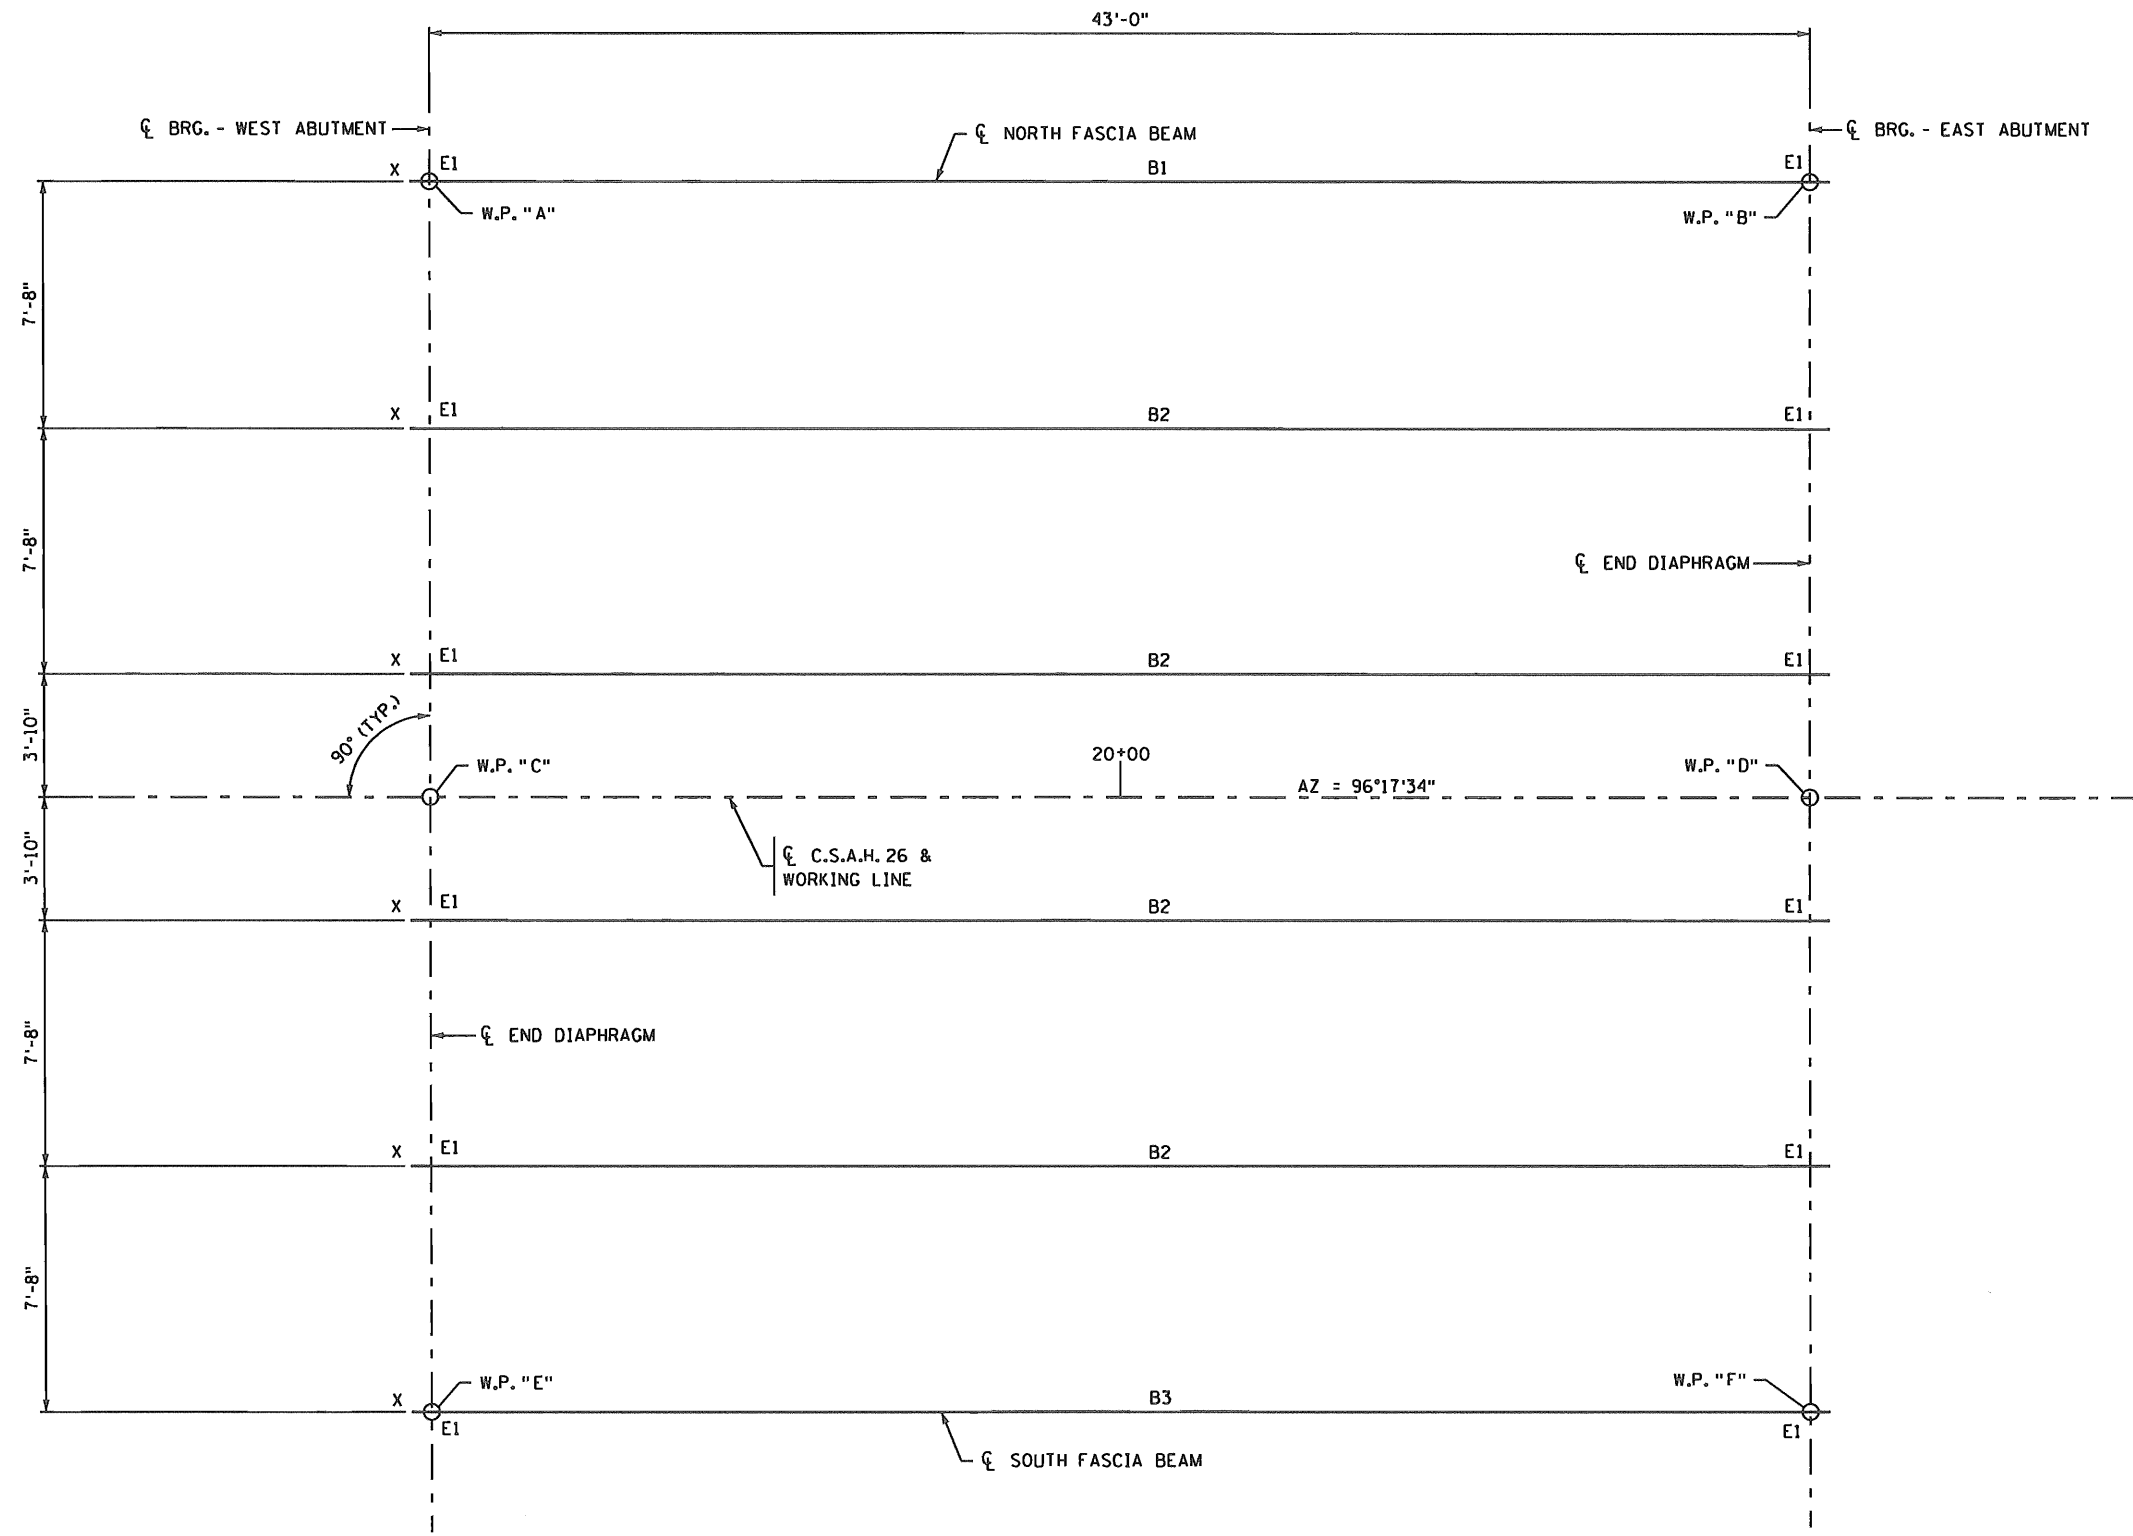 43'-0"
℄ BRG. - WEST ABUTMENT
℄ NORTH FASCIA BEAM
℄ BRG. - EAST ABUTMENT
X
E1
B1
E1
W.P. "A"
W.P. "B"
7'-8"
X
E1
B2
E1
7'-8"
℄ END DIAPHRAGM
X
E1
B2
E1
3'-10"
90° (TYP.)
W.P. "C"
20+00
AZ = 96°17'34"
W.P. "D"
3'-10"
℄ C.S.A.H. 26 &
WORKING LINE
X
E1
B2
E1
7'-8"
℄ END DIAPHRAGM
X
E1
B2
E1
7'-8"
W.P. "E"
W.P. "F"
X
B3
E1
E1
℄ SOUTH FASCIA BEAM